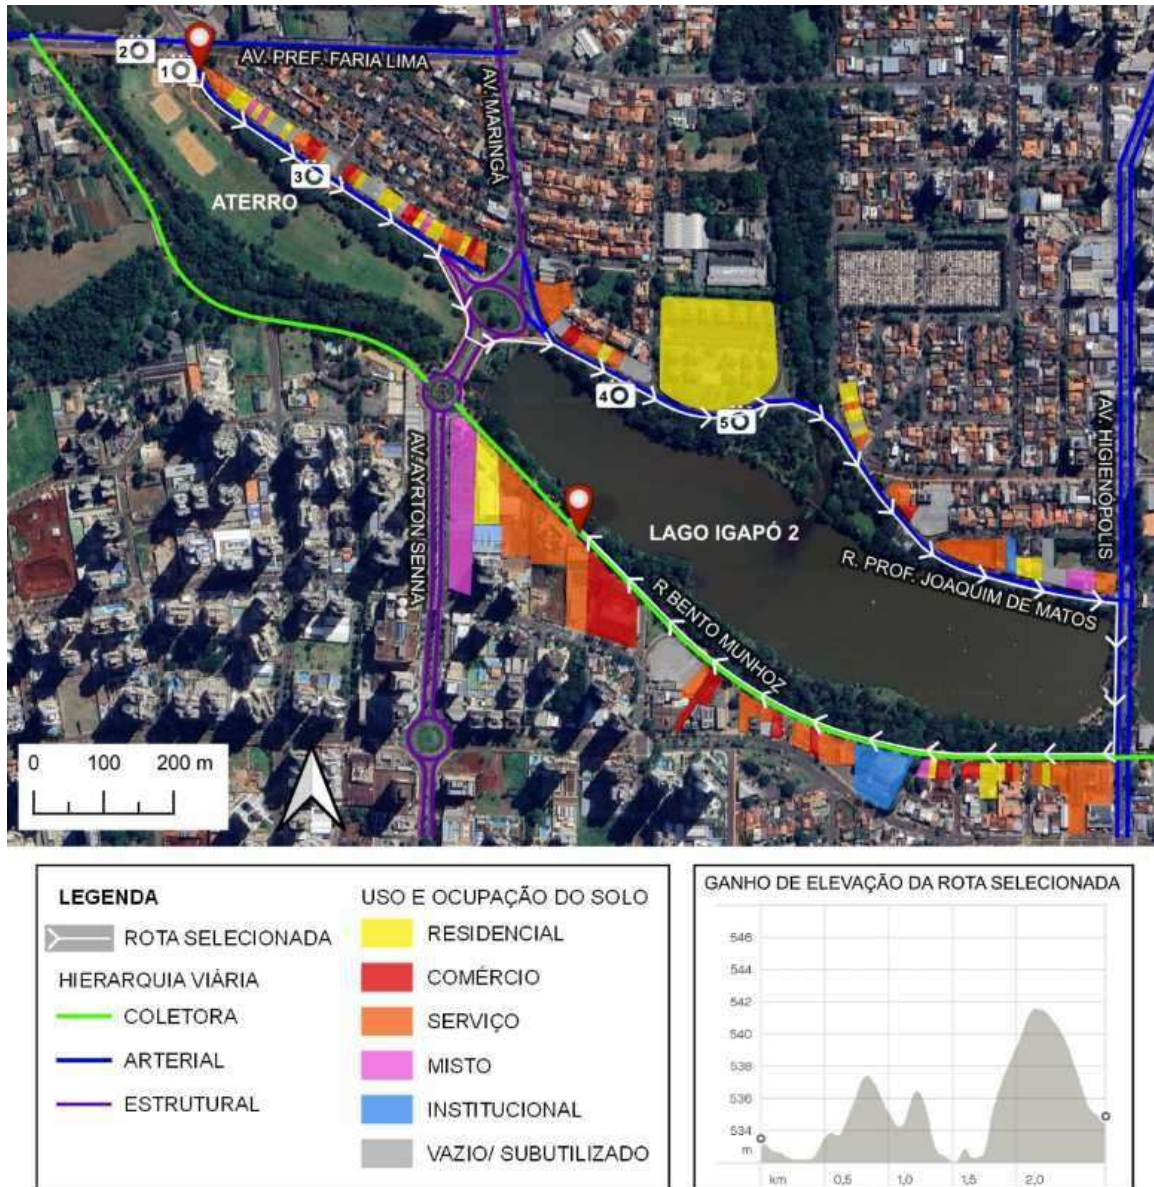 2
1
AV. PREF. FARIA LIMA
AV. MARINGÁ
3
ATERRO
4
5
AV. AYRTON SENNA
AV. HIGIENÓPOLIS
LAGO IGAPÓ 2
R. PROF. JOAQUIM DE MATOS
R BENTO MUNHOZ
0 100 200 m
LEGENDA
ROTA SELECIONADA
HIERARQUIA VIÁRIA
COLETORA
ARTERIAL
ESTRUTURAL
USO E OCUPAÇÃO DO SOLO
RESIDENCIAL
COMÉRCIO
SERVIÇO
MISTO
INSTITUCIONAL
VAZIO/ SUBUTILIZADO
GANHO DE ELEVAÇÃO DA ROTA SELECIONADA
546
544
542
540
538
536
534
m
km 0,5 1,0 1,5 2,0